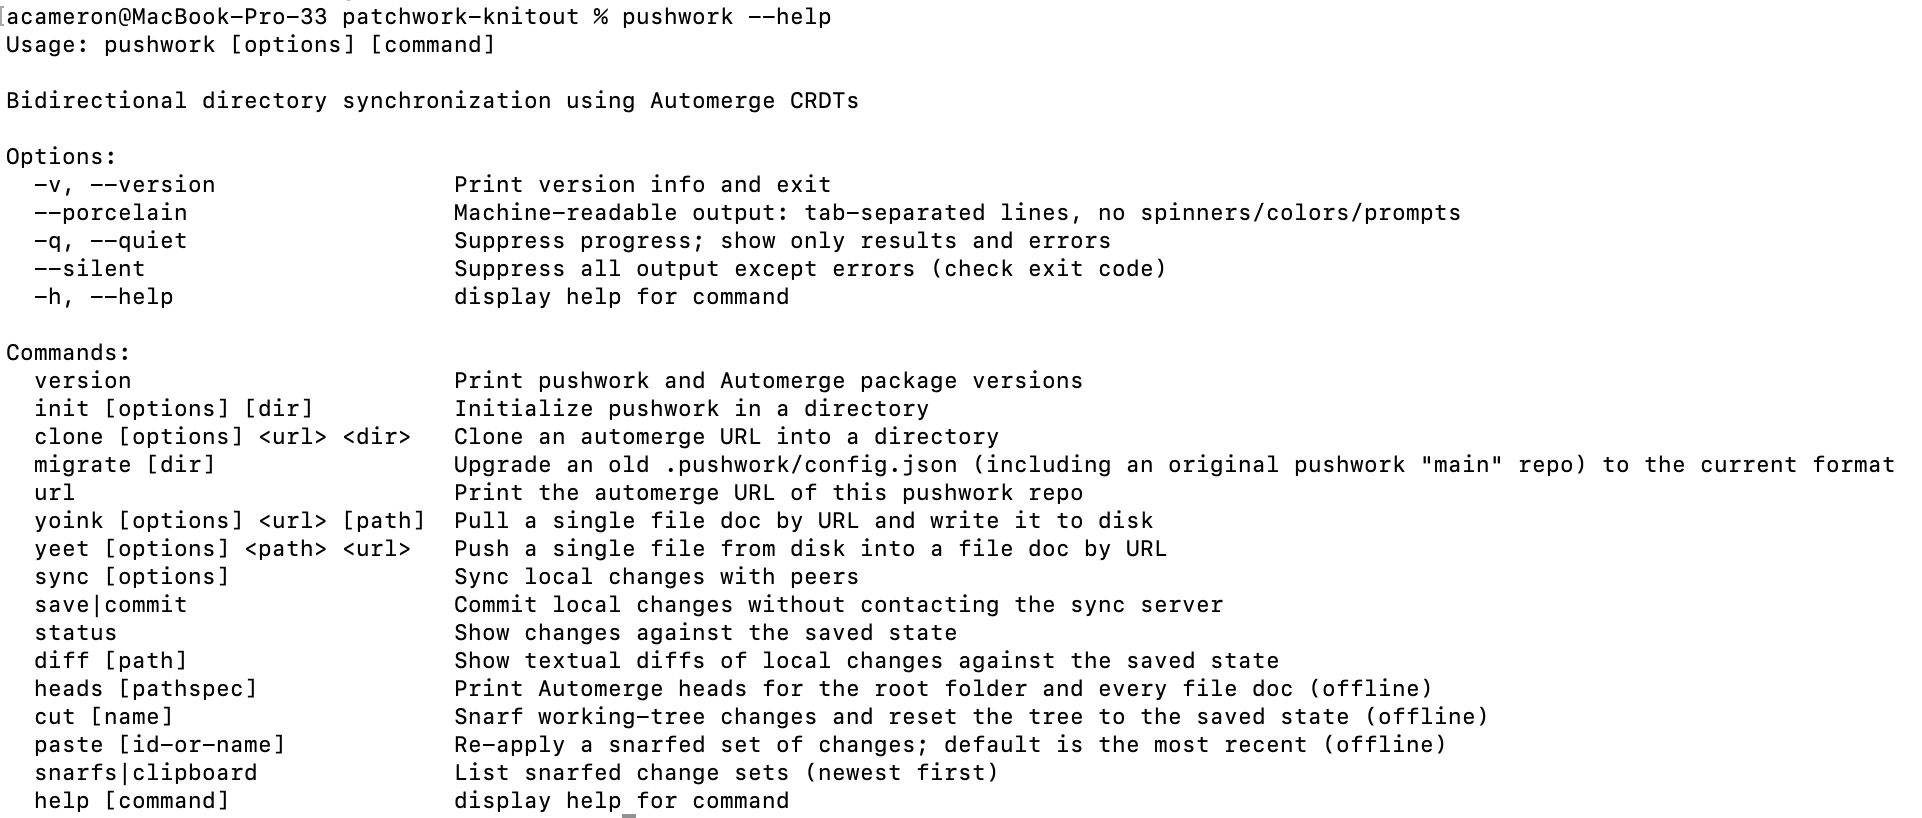 [acameron@MacBook-Pro-33 patchwork-knitout % pushwork --help
Usage: pushwork [options] [command]

Bidirectional directory synchronization using Automerge CRDTs

Options:
  -v, --version                 Print version info and exit
  --porcelain                   Machine-readable output: tab-separated lines, no spinners/colors/prompts
  -q, --quiet                   Suppress progress; show only results and errors
  --silent                      Suppress all output except errors (check exit code)
  -h, --help                    display help for command

Commands:
  version                       Print pushwork and Automerge package versions
  init [options] [dir]          Initialize pushwork in a directory
  clone [options] <url> <dir>   Clone an automerge URL into a directory
  migrate [dir]                 Upgrade an old .pushwork/config.json (including an original pushwork "main" repo) to the current format
  url                           Print the automerge URL of this pushwork repo
  yoink [options] <url> [path]  Pull a single file doc by URL and write it to disk
  yeet [options] <path> <url>   Push a single file from disk into a file doc by URL
  sync [options]                Sync local changes with peers
  save|commit                   Commit local changes without contacting the sync server
  status                        Show changes against the saved state
  diff [path]                   Show textual diffs of local changes against the saved state
  heads [pathspec]              Print Automerge heads for the root folder and every file doc (offline)
  cut [name]                    Snarf working-tree changes and reset the tree to the saved state (offline)
  paste [id-or-name]            Re-apply a snarfed set of changes; default is the most recent (offline)
  snarfs|clipboard              List snarfed change sets (newest first)
  help [command]                display help for command